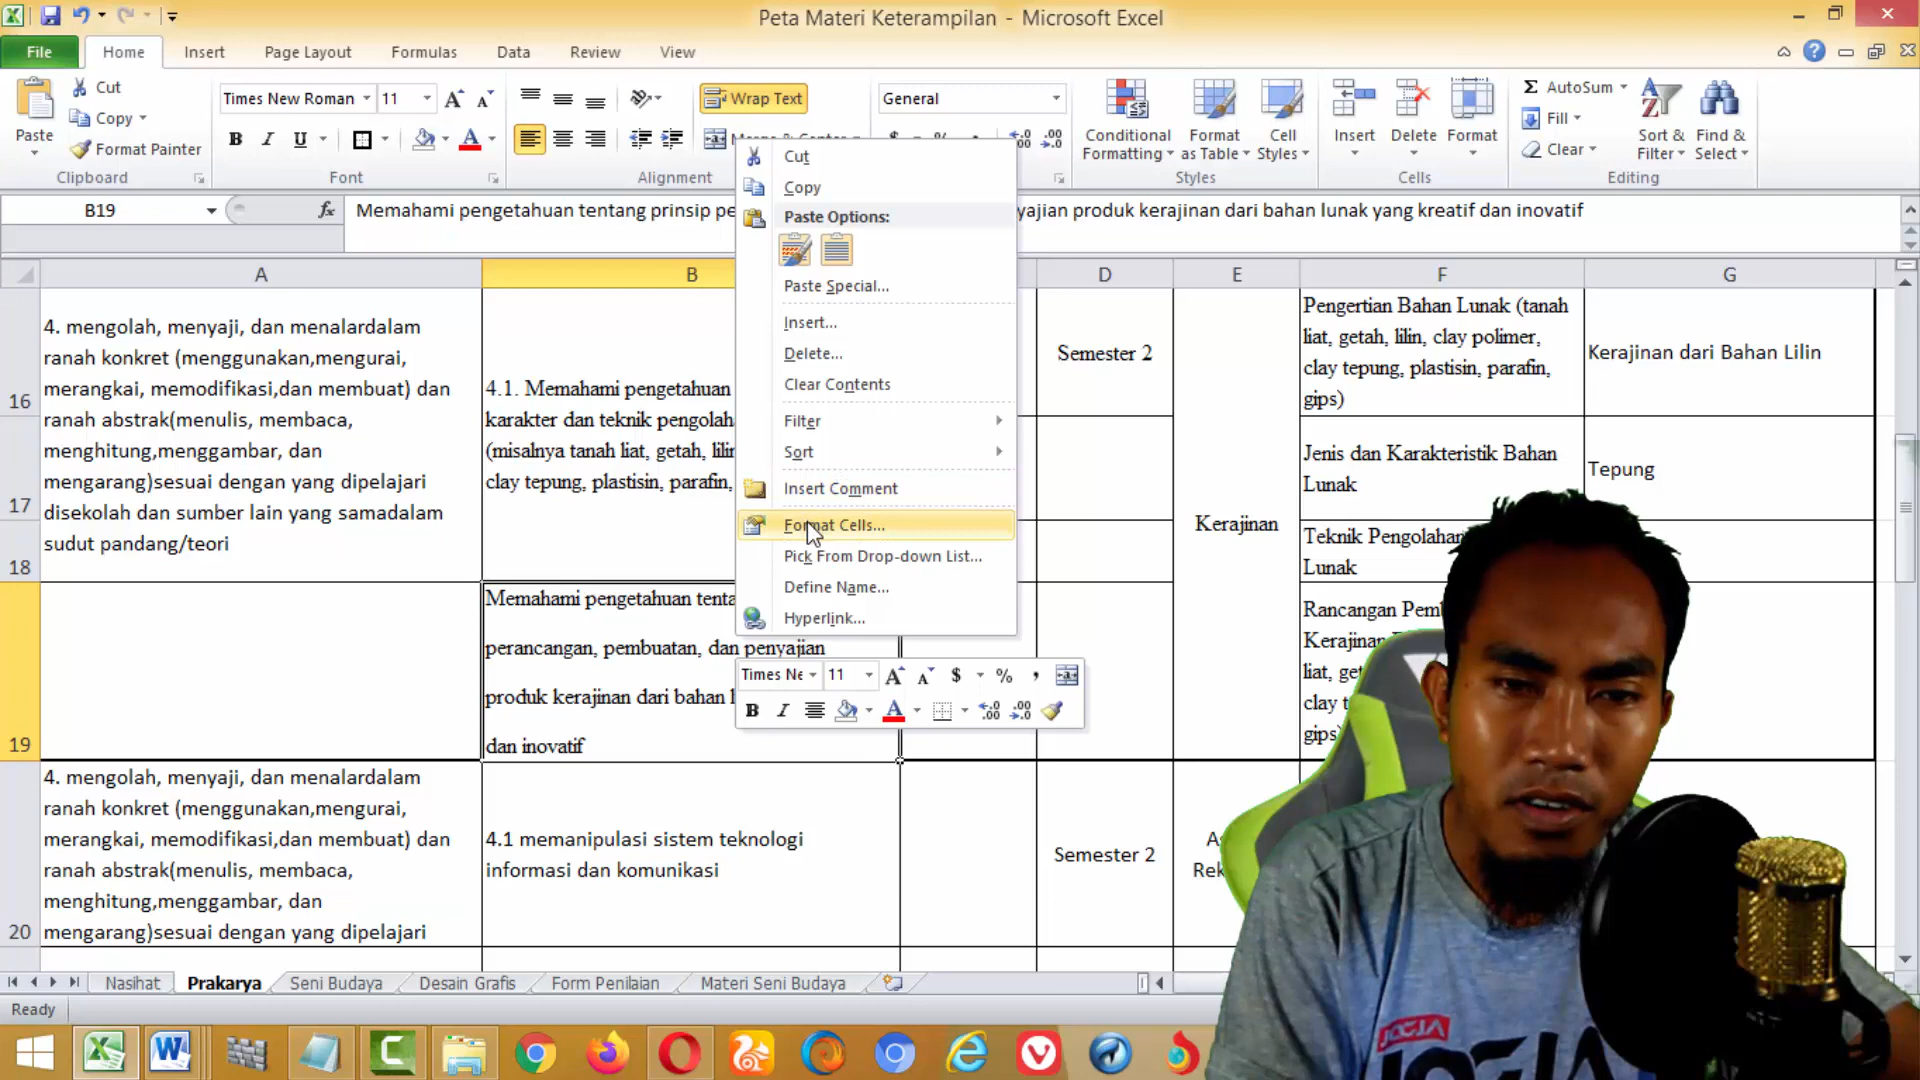 Peta Materi Keterampilan - Microsoft Excel
File Home Insert Page Layout Formulas Data Review View
Paste
Cut
Copy
Format Painter
Clipboard
Times New Roman 11
B I U
Font
Wrap Text
Alignment
General
Conditional Formatting
Format as Table
Cell Styles
Styles
Insert Delete Format
Cells
AutoSum
Fill
Clear
Sort & Filter
Find & Select
Editing
B19
fx
Memahami pengetahuan tentang prinsip
yajian produk kerajinan dari bahan lunak yang kreatif dan inovatif
A B D E F G
16
17
18
19
20
4. mengolah, menyaji, dan menalardalam
ranah konkret (menggunakan,mengurai,
merangkai, memodifikasi,dan membuat) dan
ranah abstrak(menulis, membaca,
menghitung,menggambar, dan
mengarang)sesuai dengan yang dipelajari
disekolah dan sumber lain yang samadalam
sudut pandang/teori
4.1. Memahami pengetahuan
karakter dan teknik pengolah
(misalnya tanah liat, getah, lilin
clay tepung, plastisin, parafin,
Semester 2
Kerajinan
Pengertian Bahan Lunak (tanah
liat, getah, lilin, clay polimer,
clay tepung, plastisin, parafin,
gips)
Kerajinan dari Bahan Lilin
Jenis dan Karakteristik Bahan
Lunak
Tepung
Teknik Pengolahan
Lunak
Memahami pengetahuan tenta
perancangan, pembuatan, dan penyajian
produk kerajinan dari bahan
dan inovatif
Rancangan Pem
Kerajinan
liat, get
clay t
gips)
4. mengolah, menyaji, dan menalardalam
ranah konkret (menggunakan,mengurai,
merangkai, memodifikasi,dan membuat) dan
ranah abstrak(menulis, membaca,
menghitung,menggambar, dan
mengarang)sesuai dengan yang dipelajari
4.1 memanipulasi sistem teknologi
informasi dan komunikasi
Semester 2
Rek
Cut
Copy
Paste Options:
Paste Special...
Insert...
Delete...
Clear Contents
Filter
Sort
Insert Comment
Format Cells...
Pick From Drop-down List...
Define Name...
Hyperlink...
Times Ne 11 A A $ % ,
B I A
Nasihat Prakarya Seni Budaya Desain Grafis Form Penilaian Materi Seni Budaya
Ready
JOGJA
JOGJA